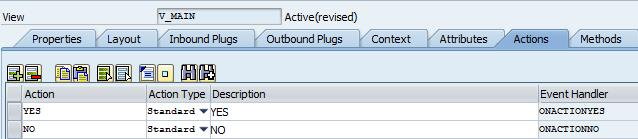 View V_MAIN Active(revised)
Properties Layout Inbound Plugs Outbound Plugs Context Attributes Actions Methods
Action Action Type Description Event Handler
YES Standard YES ONACTIONYES
NO Standard NO ONACTIONNO